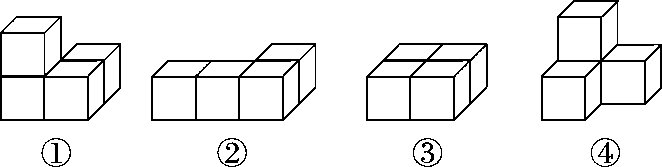 ① ② ③ ④